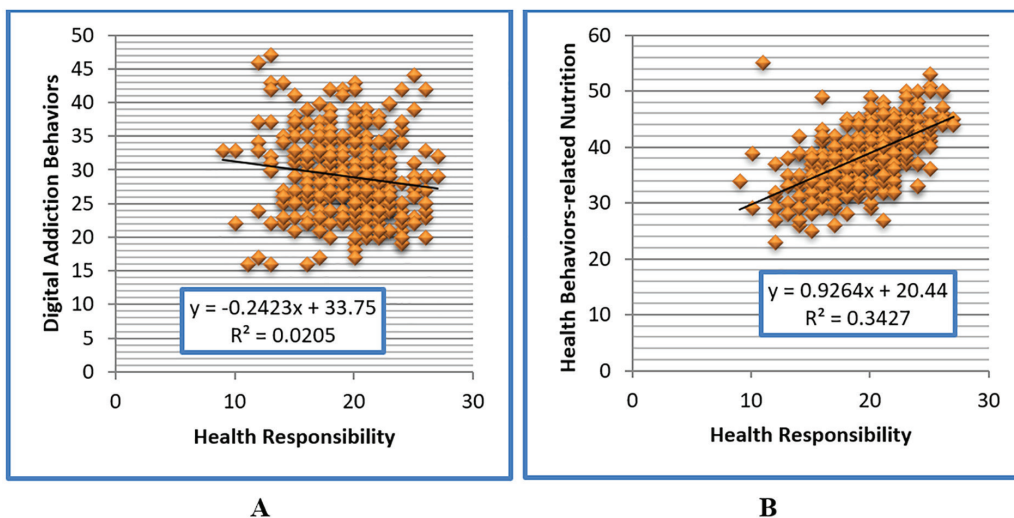 Digital Addiction Behaviors
50
45
40
35
30
25
20
15
10
5
0
y = -0.2423x + 33.75
R² = 0.0205
0 10 20 30
Health Responsibility
A
Health Behaviors-related Nutrition
60
50
40
30
20
10
0
y = 0.9264x + 20.44
R² = 0.3427
0 10 20 30
Health Responsibility
B